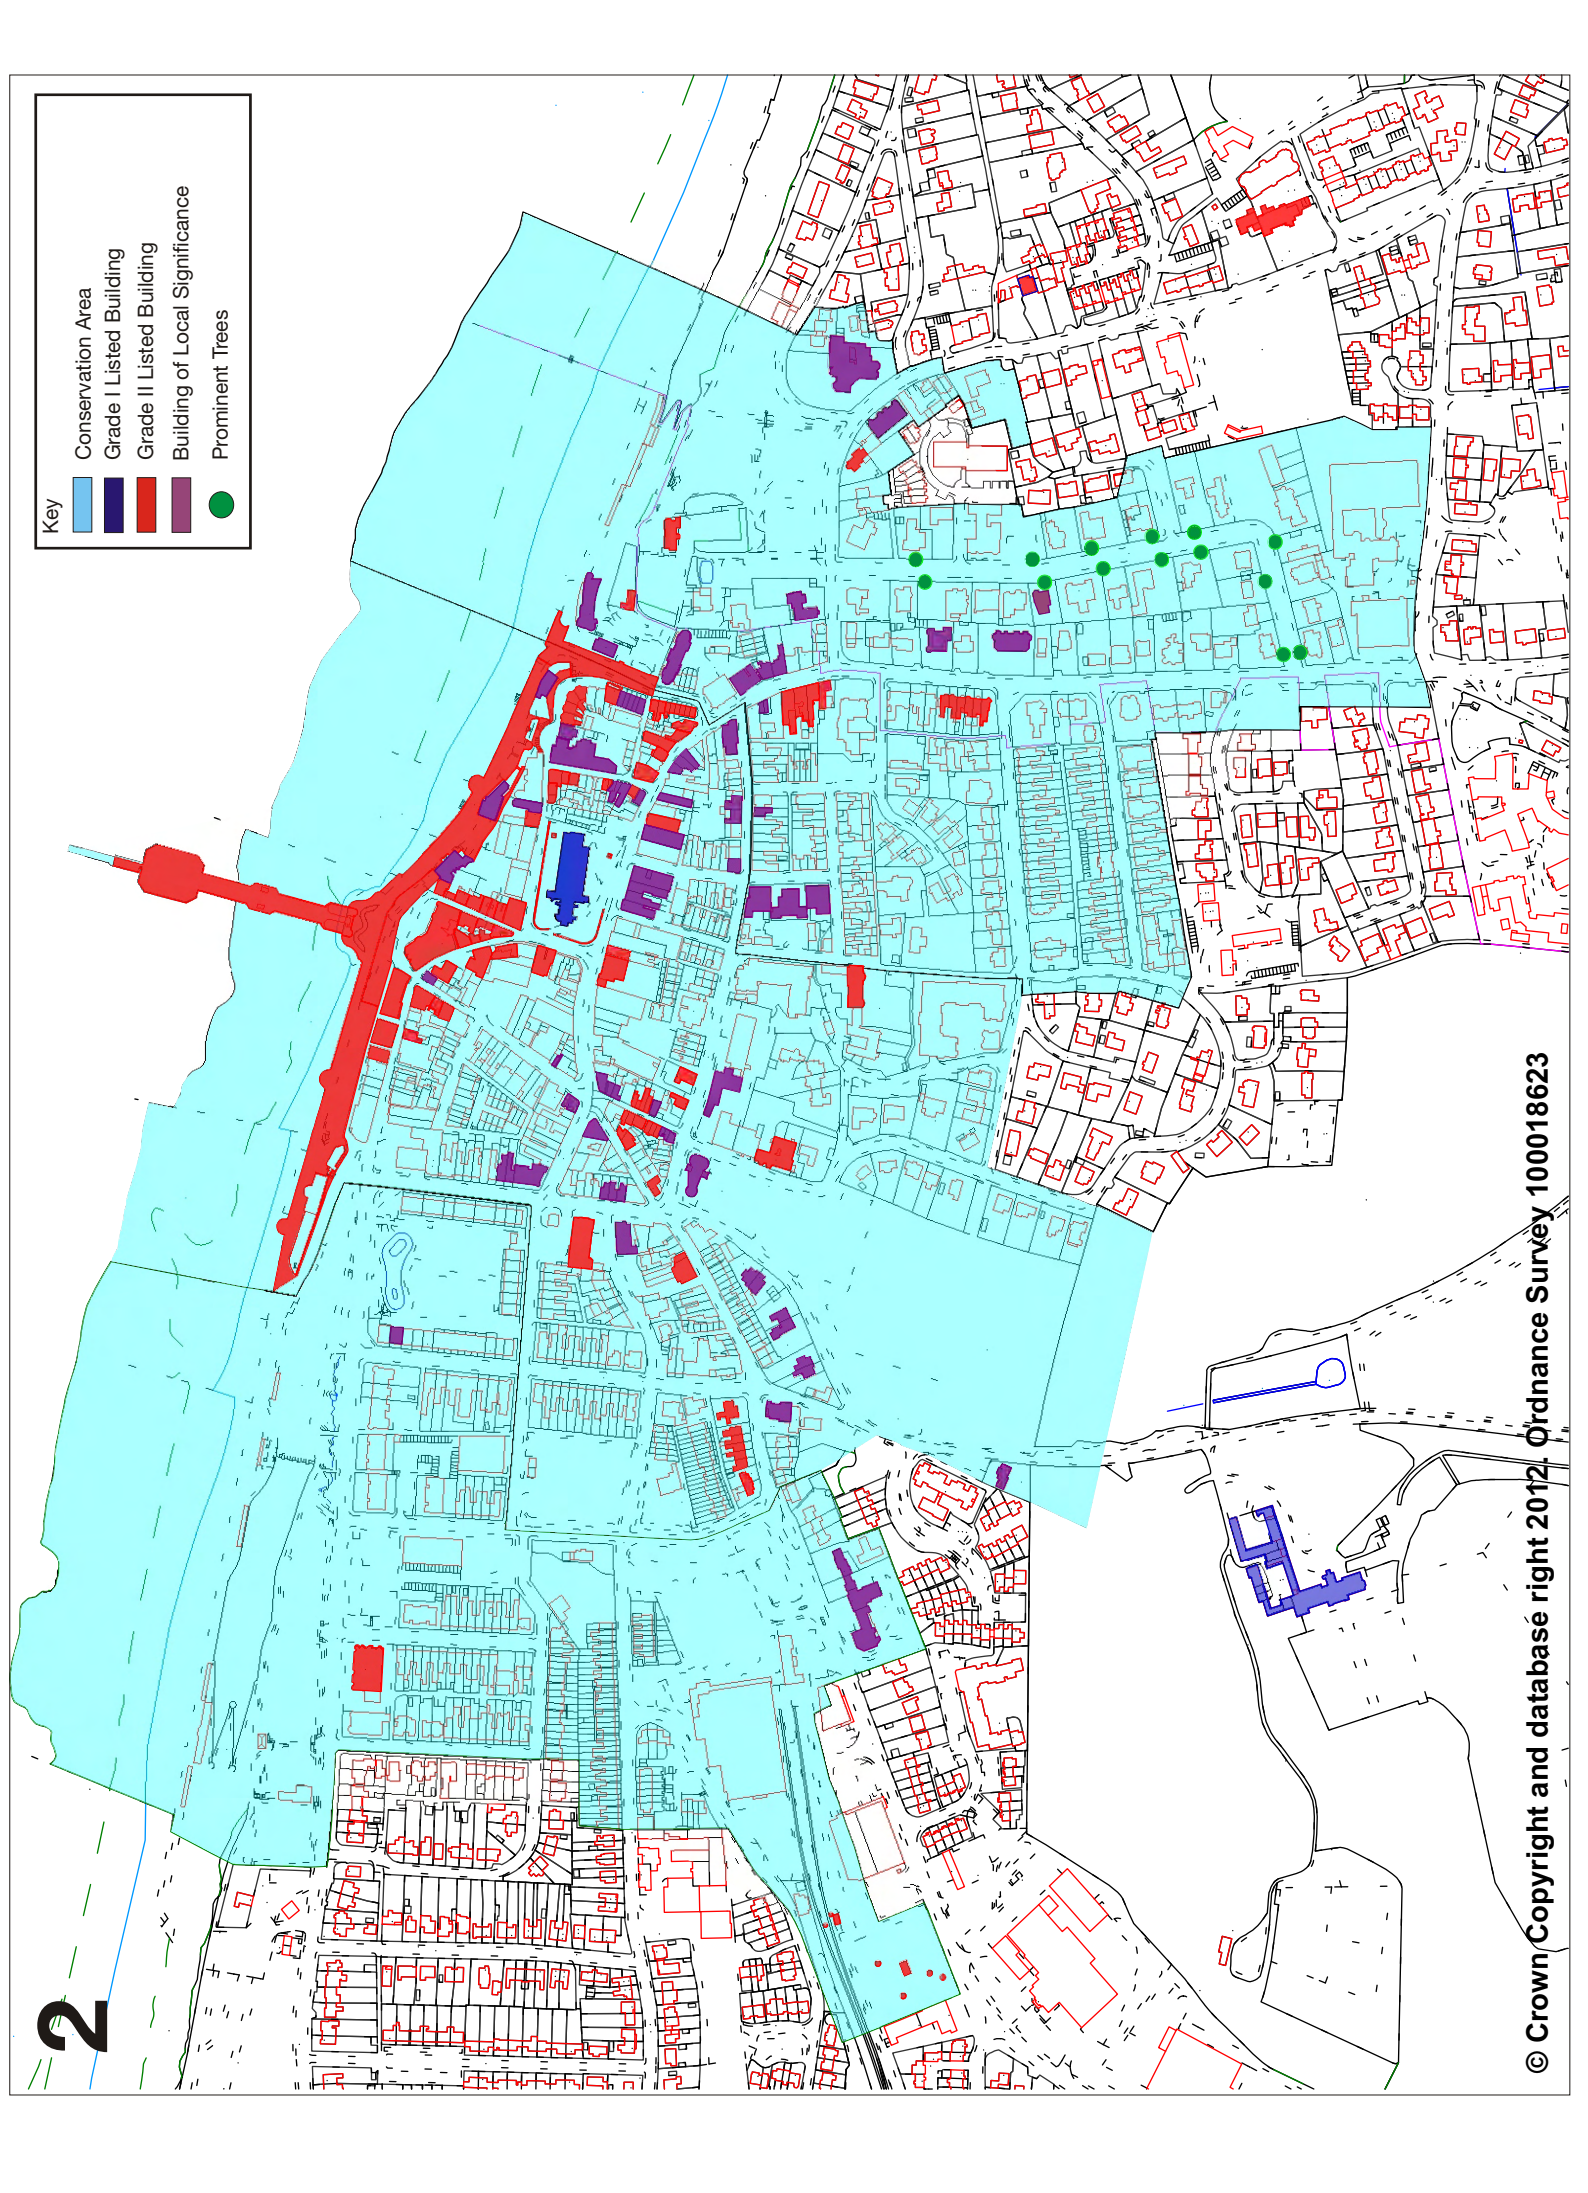 2
Key
Conservation Area
Grade I Listed Building
Grade II Listed Building
Building of Local Significance
Prominent Trees
© Crown Copyright and database right 2012. Ordnance Survey 100018623